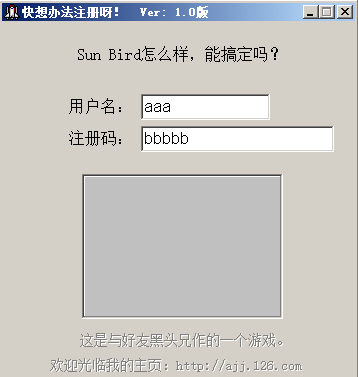 快想办法注册呀! Ver: 1.0版
Sun Bird怎么样，能搞定吗?
用户名： aaa
注册码： bbbbb
这是与好友黑头兄作的一个游戏。
欢迎光临我的主页：http://ajj.126.com